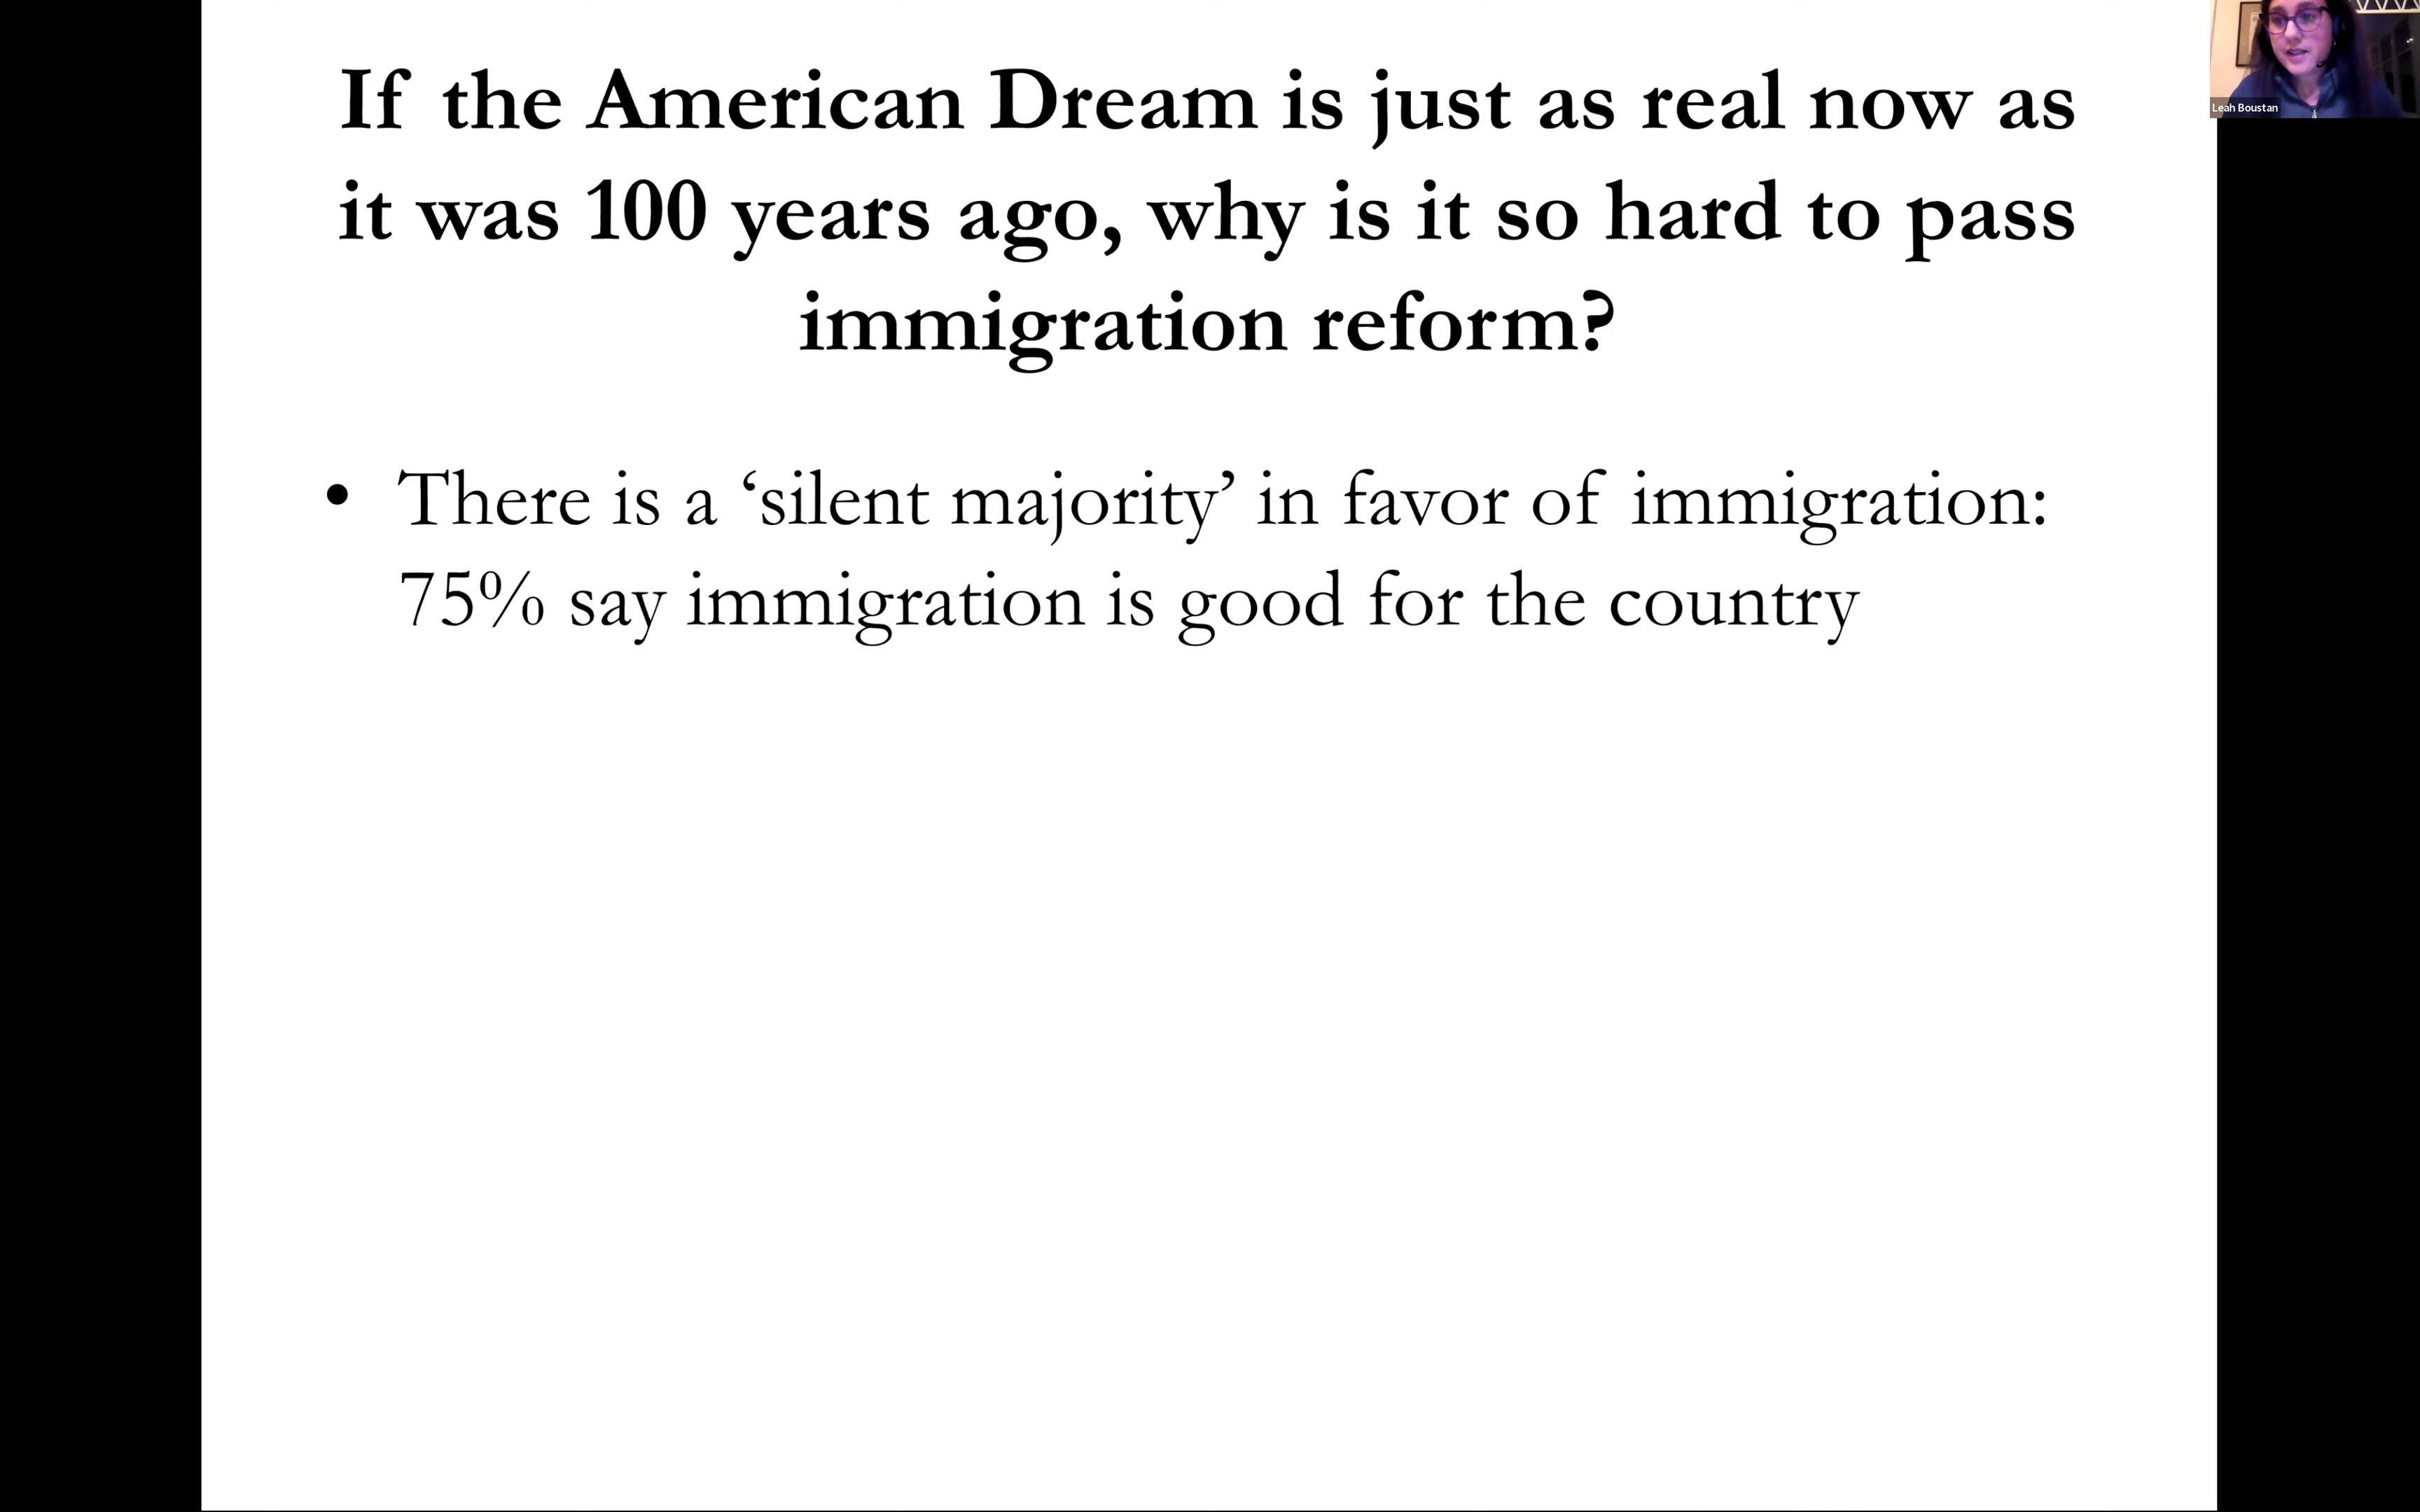 If the American Dream is just as real now as
it was 100 years ago, why is it so hard to pass
immigration reform?
• There is a ‘silent majority’ in favor of immigration:
75% say immigration is good for the country
Leah Boustan